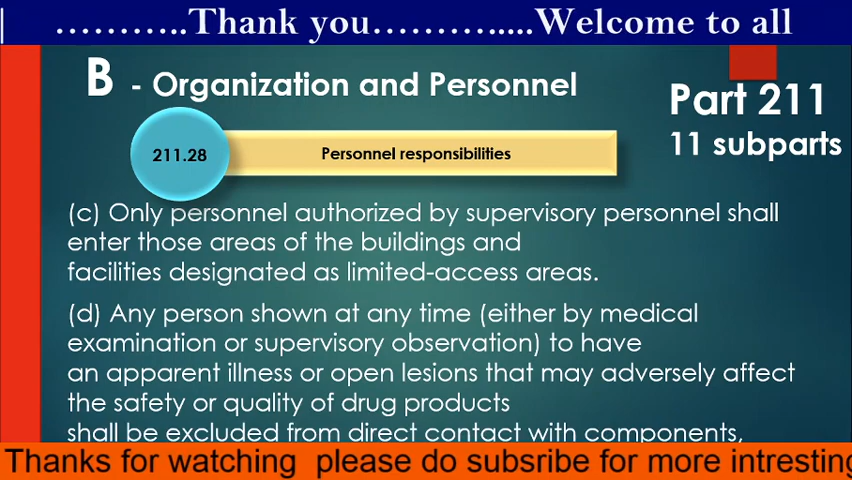 ………..Thank you………….....Welcome to all
B - Organization and Personnel
Part 211
11 subparts
211.28
Personnel responsibilities
(c) Only personnel authorized by supervisory personnel shall
enter those areas of the buildings and
facilities designated as limited-access areas.
(d) Any person shown at any time (either by medical
examination or supervisory observation) to have
an apparent illness or open lesions that may adversely affect
the safety or quality of drug products
shall be excluded from direct contact with components,
Thanks for watching please do subsribe for more intresting